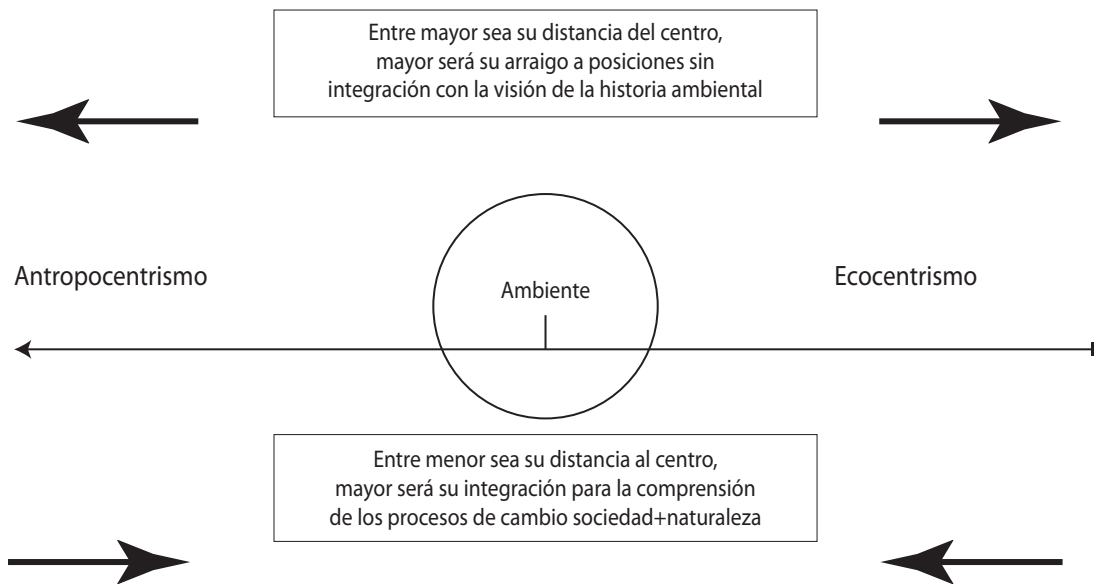 Entre mayor sea su distancia del centro,
mayor será su arraigo a posiciones sin
integración con la visión de la historia ambiental
Antropocentrismo
Ambiente
Ecocentrismo
Entre menor sea su distancia al centro,
mayor será su integración para la comprensión
de los procesos de cambio sociedad+naturaleza